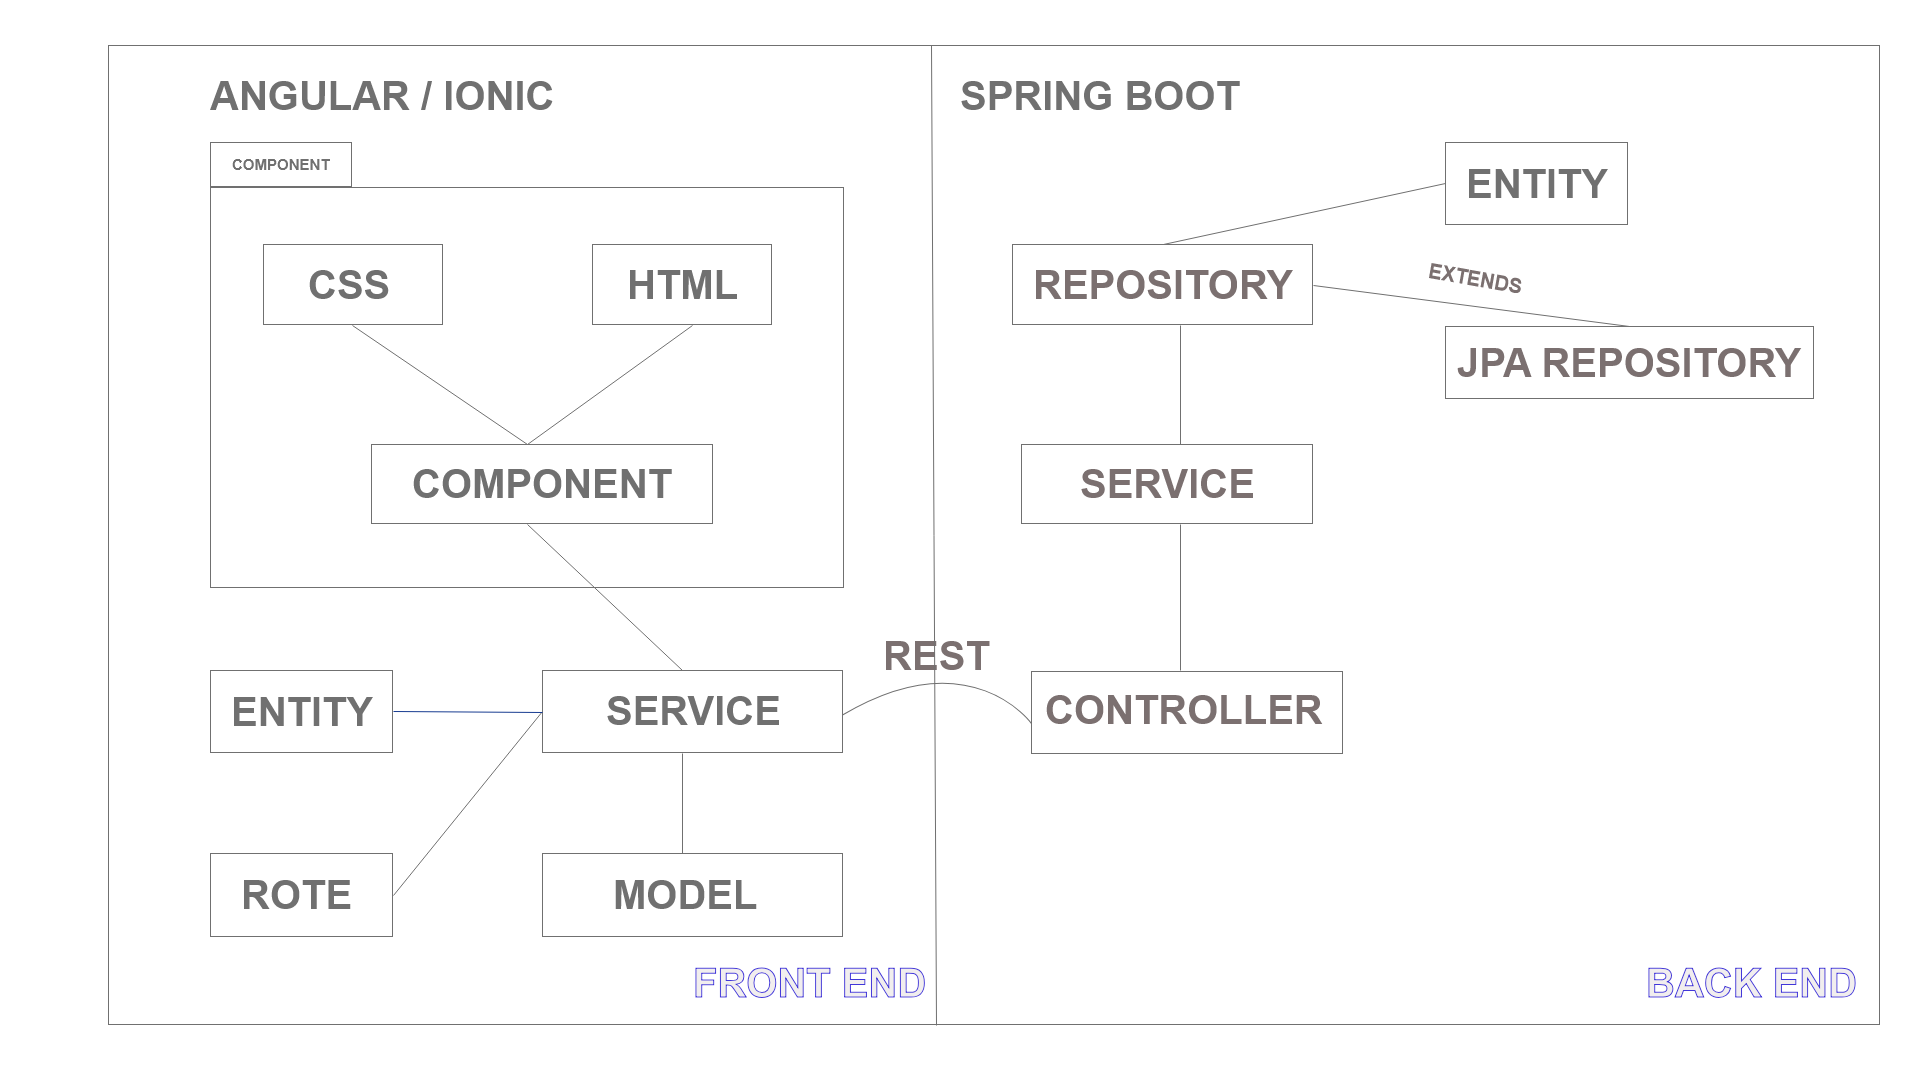 ANGULAR / IONIC
COMPONENT
CSS
HTML
COMPONENT
ENTITY
SERVICE
ROTE
MODEL
FRONT END
REST
SPRING BOOT
ENTITY
REPOSITORY
EXTENDS
JPA REPOSITORY
SERVICE
CONTROLLER
BACK END